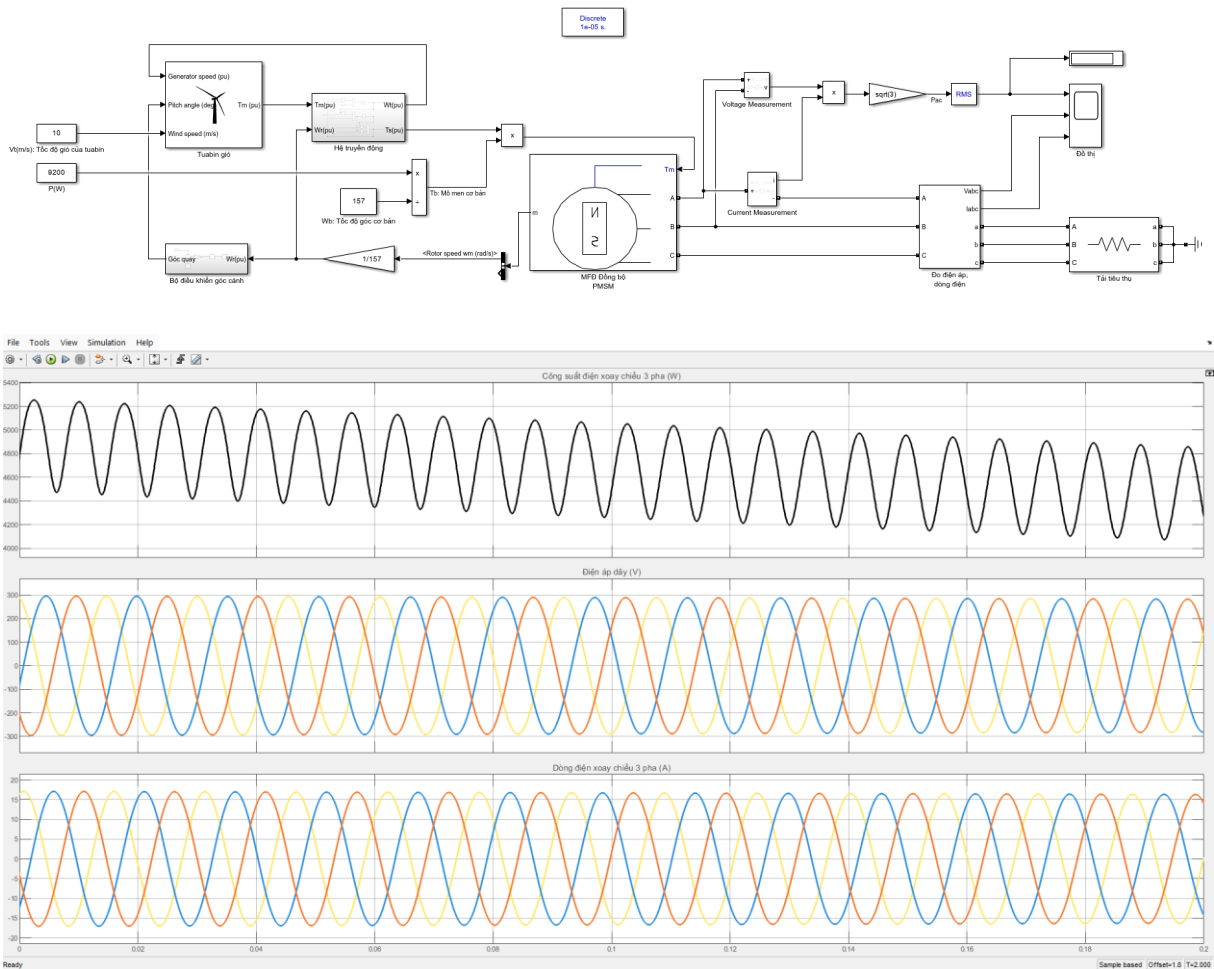 Discrete
1e-05 s.
Generator speed (pu)
Pitch angle (deg)
Tm (pu)
Wind speed (m/s)
Tuabin gió
10
Vt(m/s): Tốc độ gió của tuabin
9200
P(W)
Tm(pu)
Wt(pu)
Wr(pu)
Ts(pu)
Hệ truyền động
x
x
÷
Tb: Mô men cơ bản
157
Wb: Tốc độ góc cơ bản
Góc quay
Wr(pu)
Bộ điều khiển góc cánh
1/157
<Rotor speed wm (rad/s)>
Tm
m
N
S
A
B
C
MFĐ Đồng bộ
PMSM
+
-
v
Voltage Measurement
i
+
-
Current Measurement
x
sqrt(3)
Pac
RMS
Đồ thị
Vabc
Iabc
A
B
C
a
b
c
Đo điện áp,
dòng điện
A
B
C
a
b
c
Tải tiêu thụ
File Tools View Simulation Help
Công suất điện xoay chiều 3 pha (W)
5400
5200
5000
4800
4600
4400
4200
4000
Điện áp dây (V)
300
200
100
0
-100
-200
-300
Dòng điện xoay chiều 3 pha (A)
20
15
10
5
0
-5
-10
-15
-20
0 0.02 0.04 0.06 0.08 0.1 0.12 0.14 0.16 0.18 0.2
Ready
Sample based Offset=1.8 T=2.000